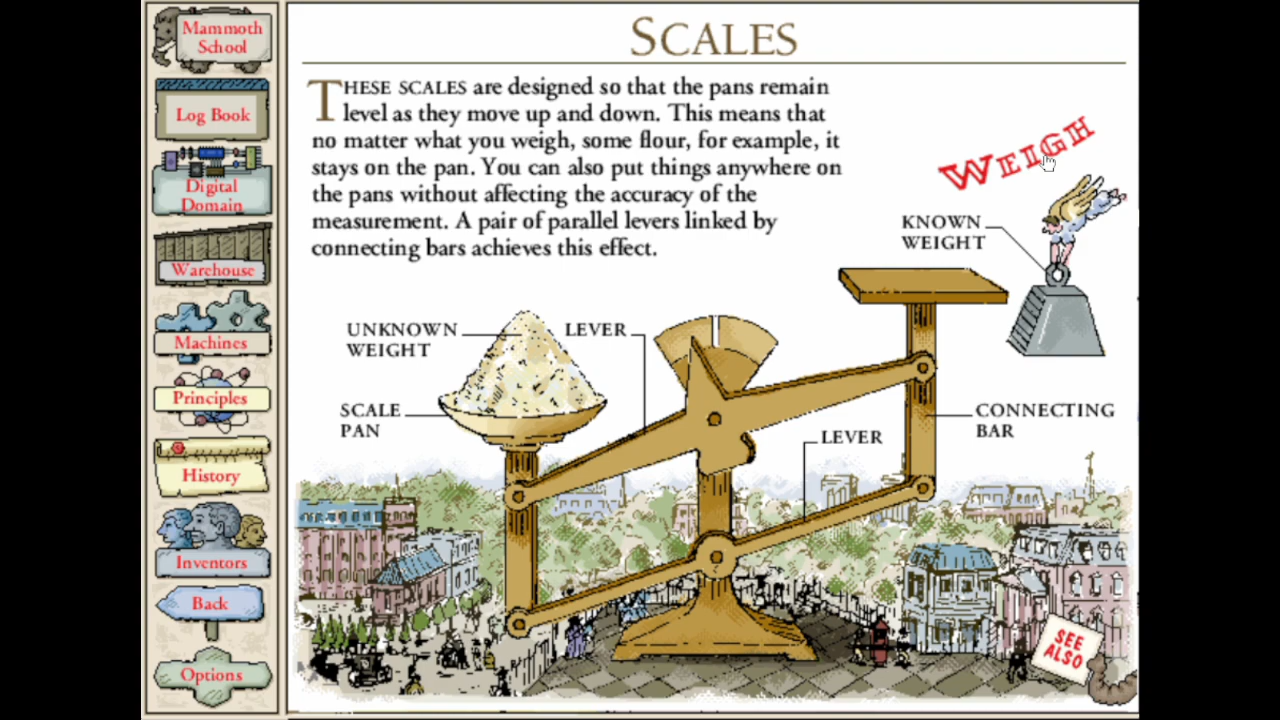 Mammoth
School
Log Book
Digital
Domain
Warehouse
Machines
Principles
History
Inventors
Back
Options
SCALES
THESE SCALES are designed so that the pans remain
level as they move up and down. This means that
no matter what you weigh, some flour, for example, it
stays on the pan. You can also put things anywhere on
the pans without affecting the accuracy of the
measurement. A pair of parallel levers linked by
connecting bars achieves this effect.
WEIGH
KNOWN
WEIGHT
UNKNOWN
WEIGHT
LEVER
SCALE
PAN
CONNECTING
BAR
LEVER
SEE
ALSO